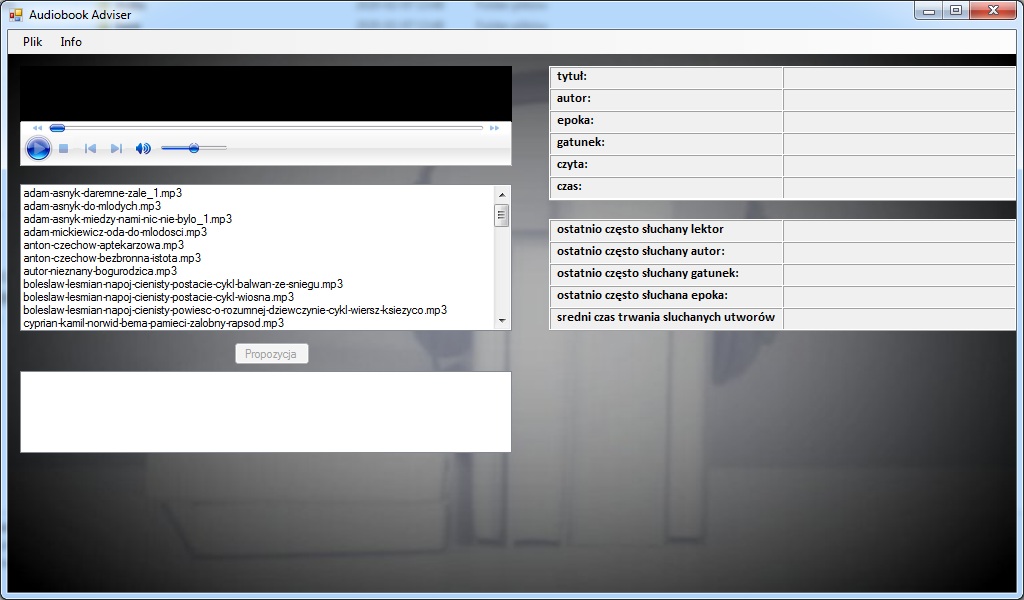 Audiobook Adviser
Plik Info
adam-asnyk-daremne-zale_1.mp3
adam-asnyk-do-mlodych.mp3
adam-asnyk-miedzy-nami-nic-nie-bylo_1.mp3
adam-mickiewicz-oda-do-mlodosci.mp3
anton-czechow-aptekarzowa.mp3
anton-czechow-bezbronna-istota.mp3
autor-nieznany-bogurodzica.mp3
boleslaw-lesmian-napoj-cienisty-postacie-cykl-balwan-ze-sniegu.mp3
boleslaw-lesmian-napoj-cienisty-postacie-cykl-wiosna.mp3
boleslaw-lesmian-napoj-cienisty-powiesc-o-rozumnej-dziewczynie-cykl-wiersz-ksiezyco.mp3
cyprian-kamil-norwid-bema-pamieci-zalobny-rapsod.mp3
Propozycja
tytuł:
autor:
epoka:
gatunek:
czyta:
czas:
ostatnio często słuchany lektor
ostatnio często słuchany autor:
ostatnio często słuchany gatunek:
ostatnio często słuchana epoka:
sredni czas trwania sluchanych utworów